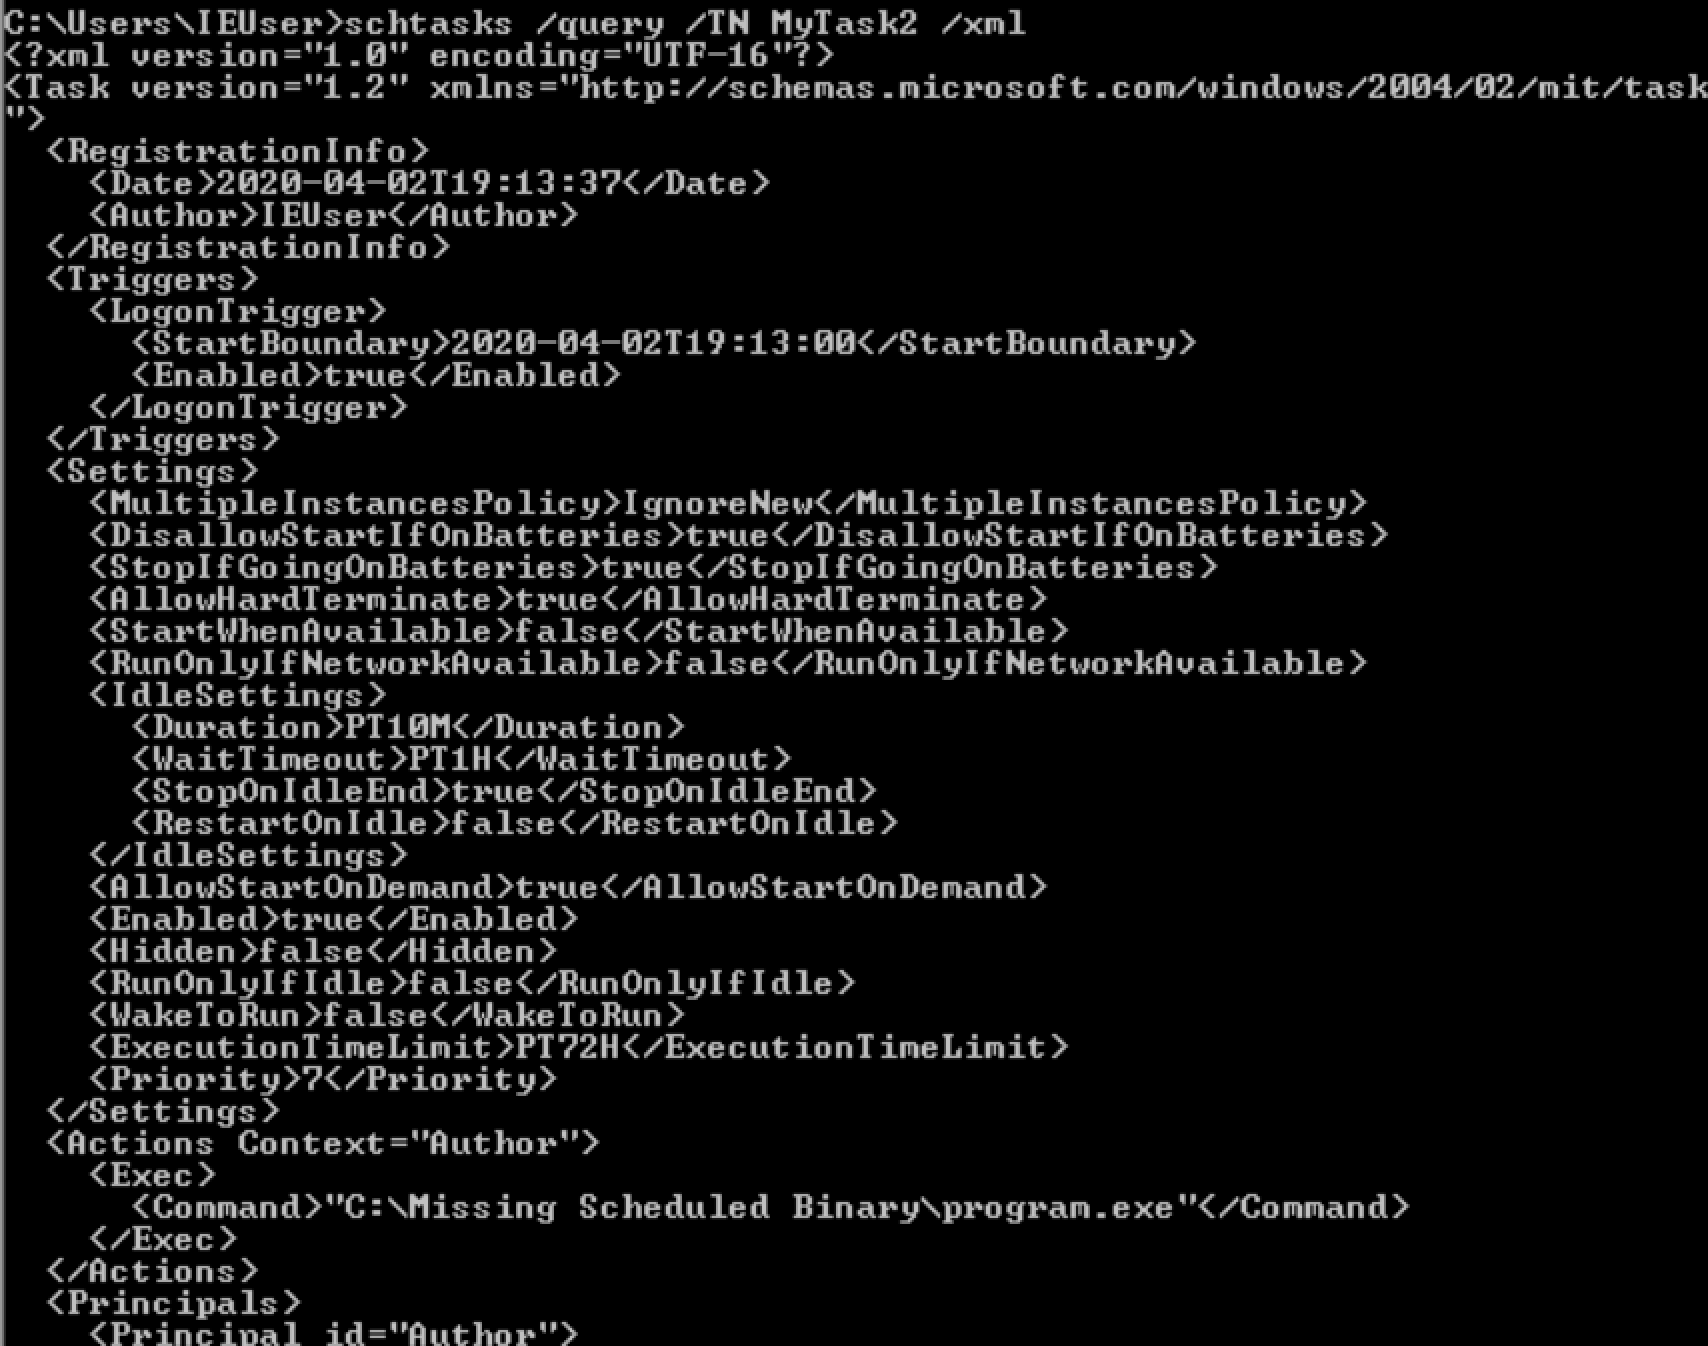 C:\Users\IEUser>schtasks /query /TN MyTask2 /xml
<?xml version="1.0" encoding="UTF-16"?>
<Task version="1.2" xmlns="http://schemas.microsoft.com/windows/2004/02/mit/task
">
  <RegistrationInfo>
    <Date>2020-04-02T19:13:37</Date>
    <Author>IEUser</Author>
  </RegistrationInfo>
  <Triggers>
    <LogonTrigger>
      <StartBoundary>2020-04-02T19:13:00</StartBoundary>
      <Enabled>true</Enabled>
    </LogonTrigger>
  </Triggers>
  <Settings>
    <MultipleInstancesPolicy>IgnoreNew</MultipleInstancesPolicy>
    <DisallowStartIfOnBatteries>true</DisallowStartIfOnBatteries>
    <StopIfGoingOnBatteries>true</StopIfGoingOnBatteries>
    <AllowHardTerminate>true</AllowHardTerminate>
    <StartWhenAvailable>false</StartWhenAvailable>
    <RunOnlyIfNetworkAvailable>false</RunOnlyIfNetworkAvailable>
    <IdleSettings>
      <Duration>PT10M</Duration>
      <WaitTimeout>PT1H</WaitTimeout>
      <StopOnIdleEnd>true</StopOnIdleEnd>
      <RestartOnIdle>false</RestartOnIdle>
    </IdleSettings>
    <AllowStartOnDemand>true</AllowStartOnDemand>
    <Enabled>true</Enabled>
    <Hidden>false</Hidden>
    <RunOnlyIfIdle>false</RunOnlyIfIdle>
    <WakeToRun>false</WakeToRun>
    <ExecutionTimeLimit>PT72H</ExecutionTimeLimit>
    <Priority>7</Priority>
  </Settings>
  <Actions Context="Author">
    <Exec>
      <Command>"C:\Missing Scheduled Binary\program.exe"</Command>
    </Exec>
  </Actions>
  <Principals>
    <Principal id="Author">